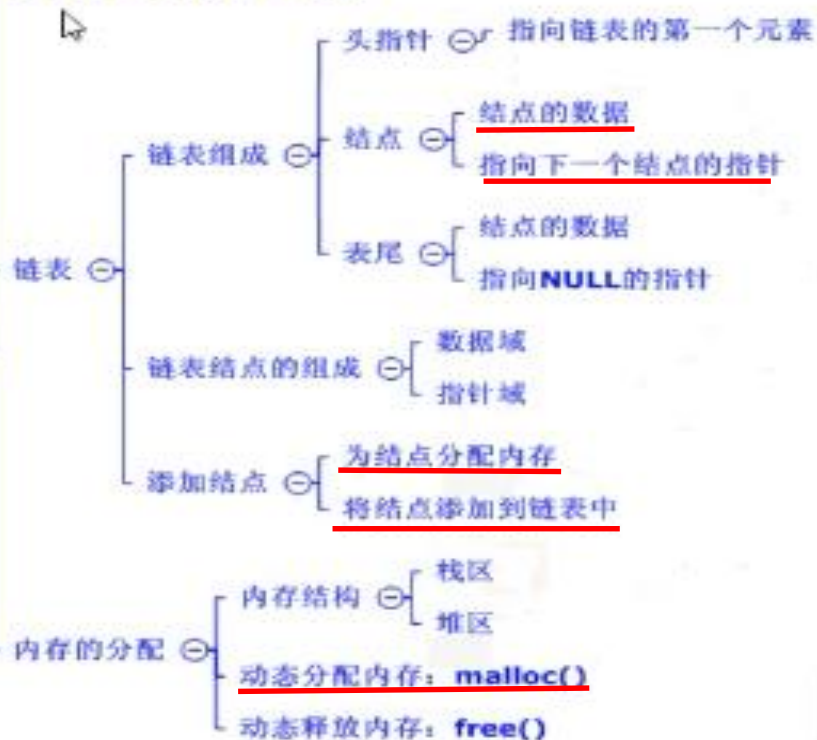 头指针
指向链表的第一个元素
链表组成
结点
结点的数据
指向下一个结点的指针
表尾
结点的数据
指向NULL的指针
链表
链表结点的组成
数据域
指针域
添加结点
为结点分配内存
将结点添加到链表中
内存的分配
内存结构
栈区
堆区
动态分配内存：malloc()
动态释放内存：free()